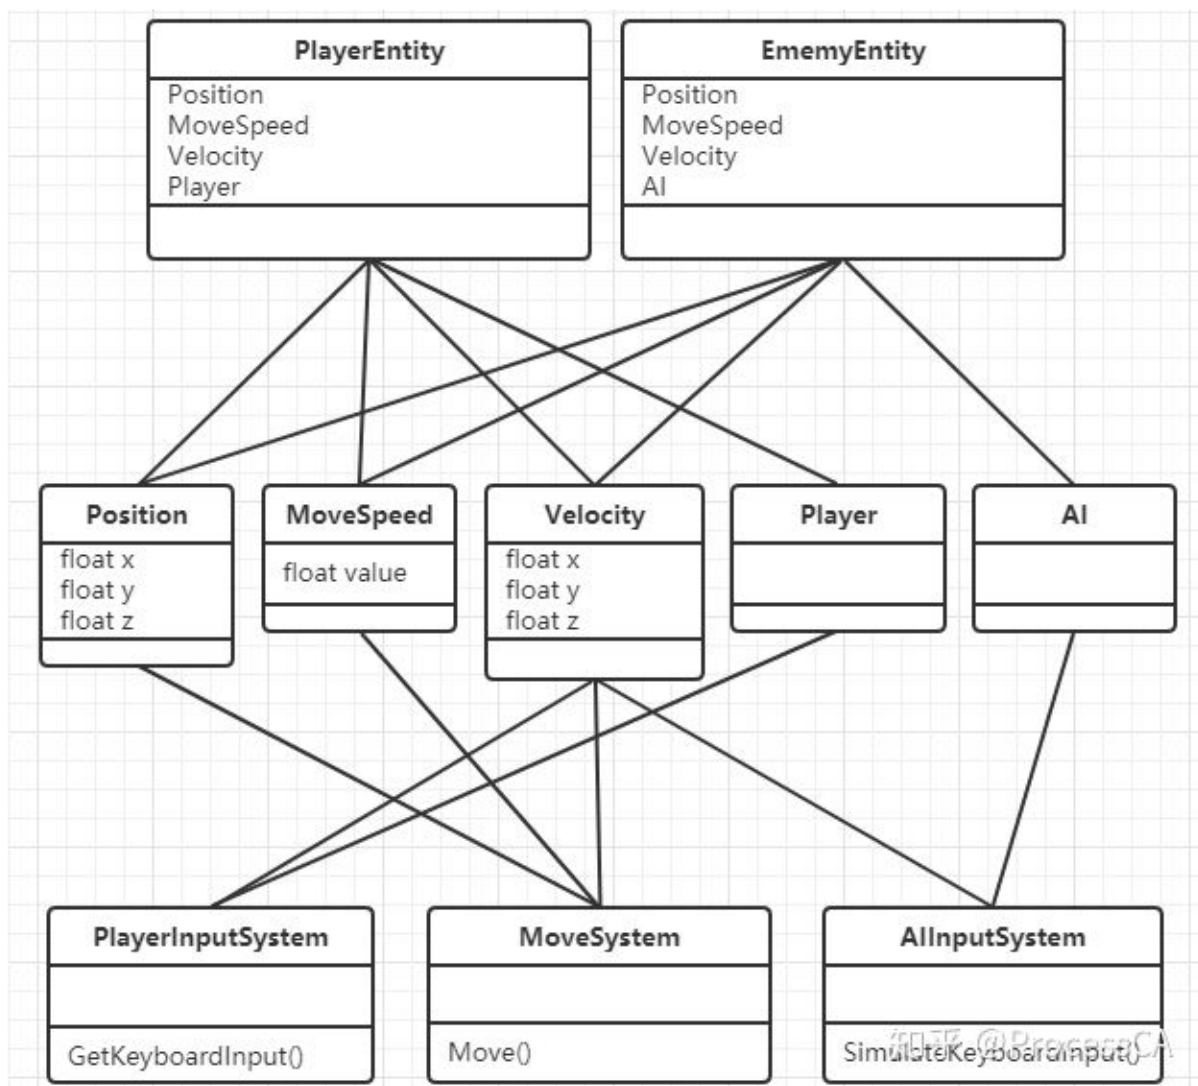 PlayerEntity
Position
MoveSpeed
Velocity
Player
EmemyEntity
Position
MoveSpeed
Velocity
AI
Position
float x
float y
float z
MoveSpeed
float value
Velocity
float x
float y
float z
Player
AI
PlayerInputSystem
GetKeyboardInput()
MoveSystem
Move()
AIInputSystem
SimulateKeyboardInput()
知乎 @ProcessCA